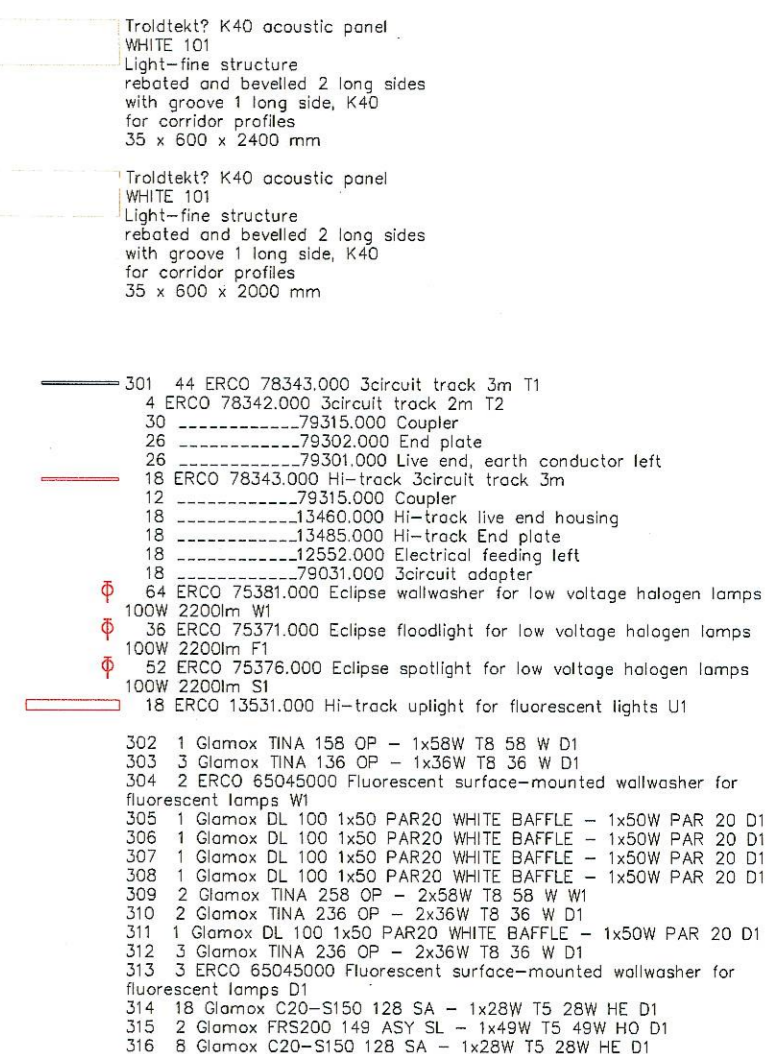 Troldtekt? K40 acoustic panel
WHITE 101
Light-fine structure
rebated and bevelled 2 long sides
with groove 1 long side, K40
for corridor profiles
35 x 600 x 2400 mm
Troldtekt? K40 acoustic panel
WHITE 101
Light-fine structure
rebated and bevelled 2 long sides
with groove 1 long side, K40
for corridor profiles
35 x 600 x 2000 mm
301 44 ERCO 78343.000 3circuit track 3m T1
4 ERCO 78342.000 3circuit track 2m T2
30 ____________79315.000 Coupler
26 ____________79302.000 End plate
26 ____________79301.000 Live end, earth conductor left
18 ERCO 78343.000 Hi-track 3circuit track 3m
12 ____________79315.000 Coupler
18 ____________13460.000 Hi-track live end housing
18 ____________13485.000 Hi-track End plate
18 ____________12552.000 Electrical feeding left
18 ____________79031.000 3circuit adapter
64 ERCO 75381.000 Eclipse wallwasher for low voltage halogen lamps
100W 2200lm W1
36 ERCO 75371.000 Eclipse floodlight for low voltage halogen lamps
100W 2200lm F1
52 ERCO 75376.000 Eclipse spotlight for low voltage halogen lamps
100W 2200lm S1
18 ERCO 13531.000 Hi-track uplight for fluorescent lights U1
302 1 Glamox TINA 158 OP - 1x58W T8 58 W D1
303 3 Glamox TINA 136 OP - 1x36W T8 36 W D1
304 2 ERCO 65045000 Fluorescent surface-mounted wallwasher for
fluorescent lamps W1
305 1 Glamox DL 100 1x50 PAR20 WHITE BAFFLE - 1x50W PAR 20 D1
306 1 Glamox DL 100 1x50 PAR20 WHITE BAFFLE - 1x50W PAR 20 D1
307 1 Glamox DL 100 1x50 PAR20 WHITE BAFFLE - 1x50W PAR 20 D1
308 1 Glamox DL 100 1x50 PAR20 WHITE BAFFLE - 1x50W PAR 20 D1
309 2 Glamox TINA 258 OP - 2x58W T8 58 W W1
310 2 Glamox TINA 236 OP - 2x36W T8 36 W D1
311 1 Glamox DL 100 1x50 PAR20 WHITE BAFFLE - 1x50W PAR 20 D1
312 3 Glamox TINA 236 OP - 2x36W T8 36 W D1
313 3 ERCO 65045000 Fluorescent surface-mounted wallwasher for
fluorescent lamps D1
314 18 Glamox C20-S150 128 SA - 1x28W T5 28W HE D1
315 2 Glamox FRS200 149 ASY SL - 1x49W T5 49W HO D1
316 8 Glamox C20-S150 128 SA - 1x28W T5 28W HE D1